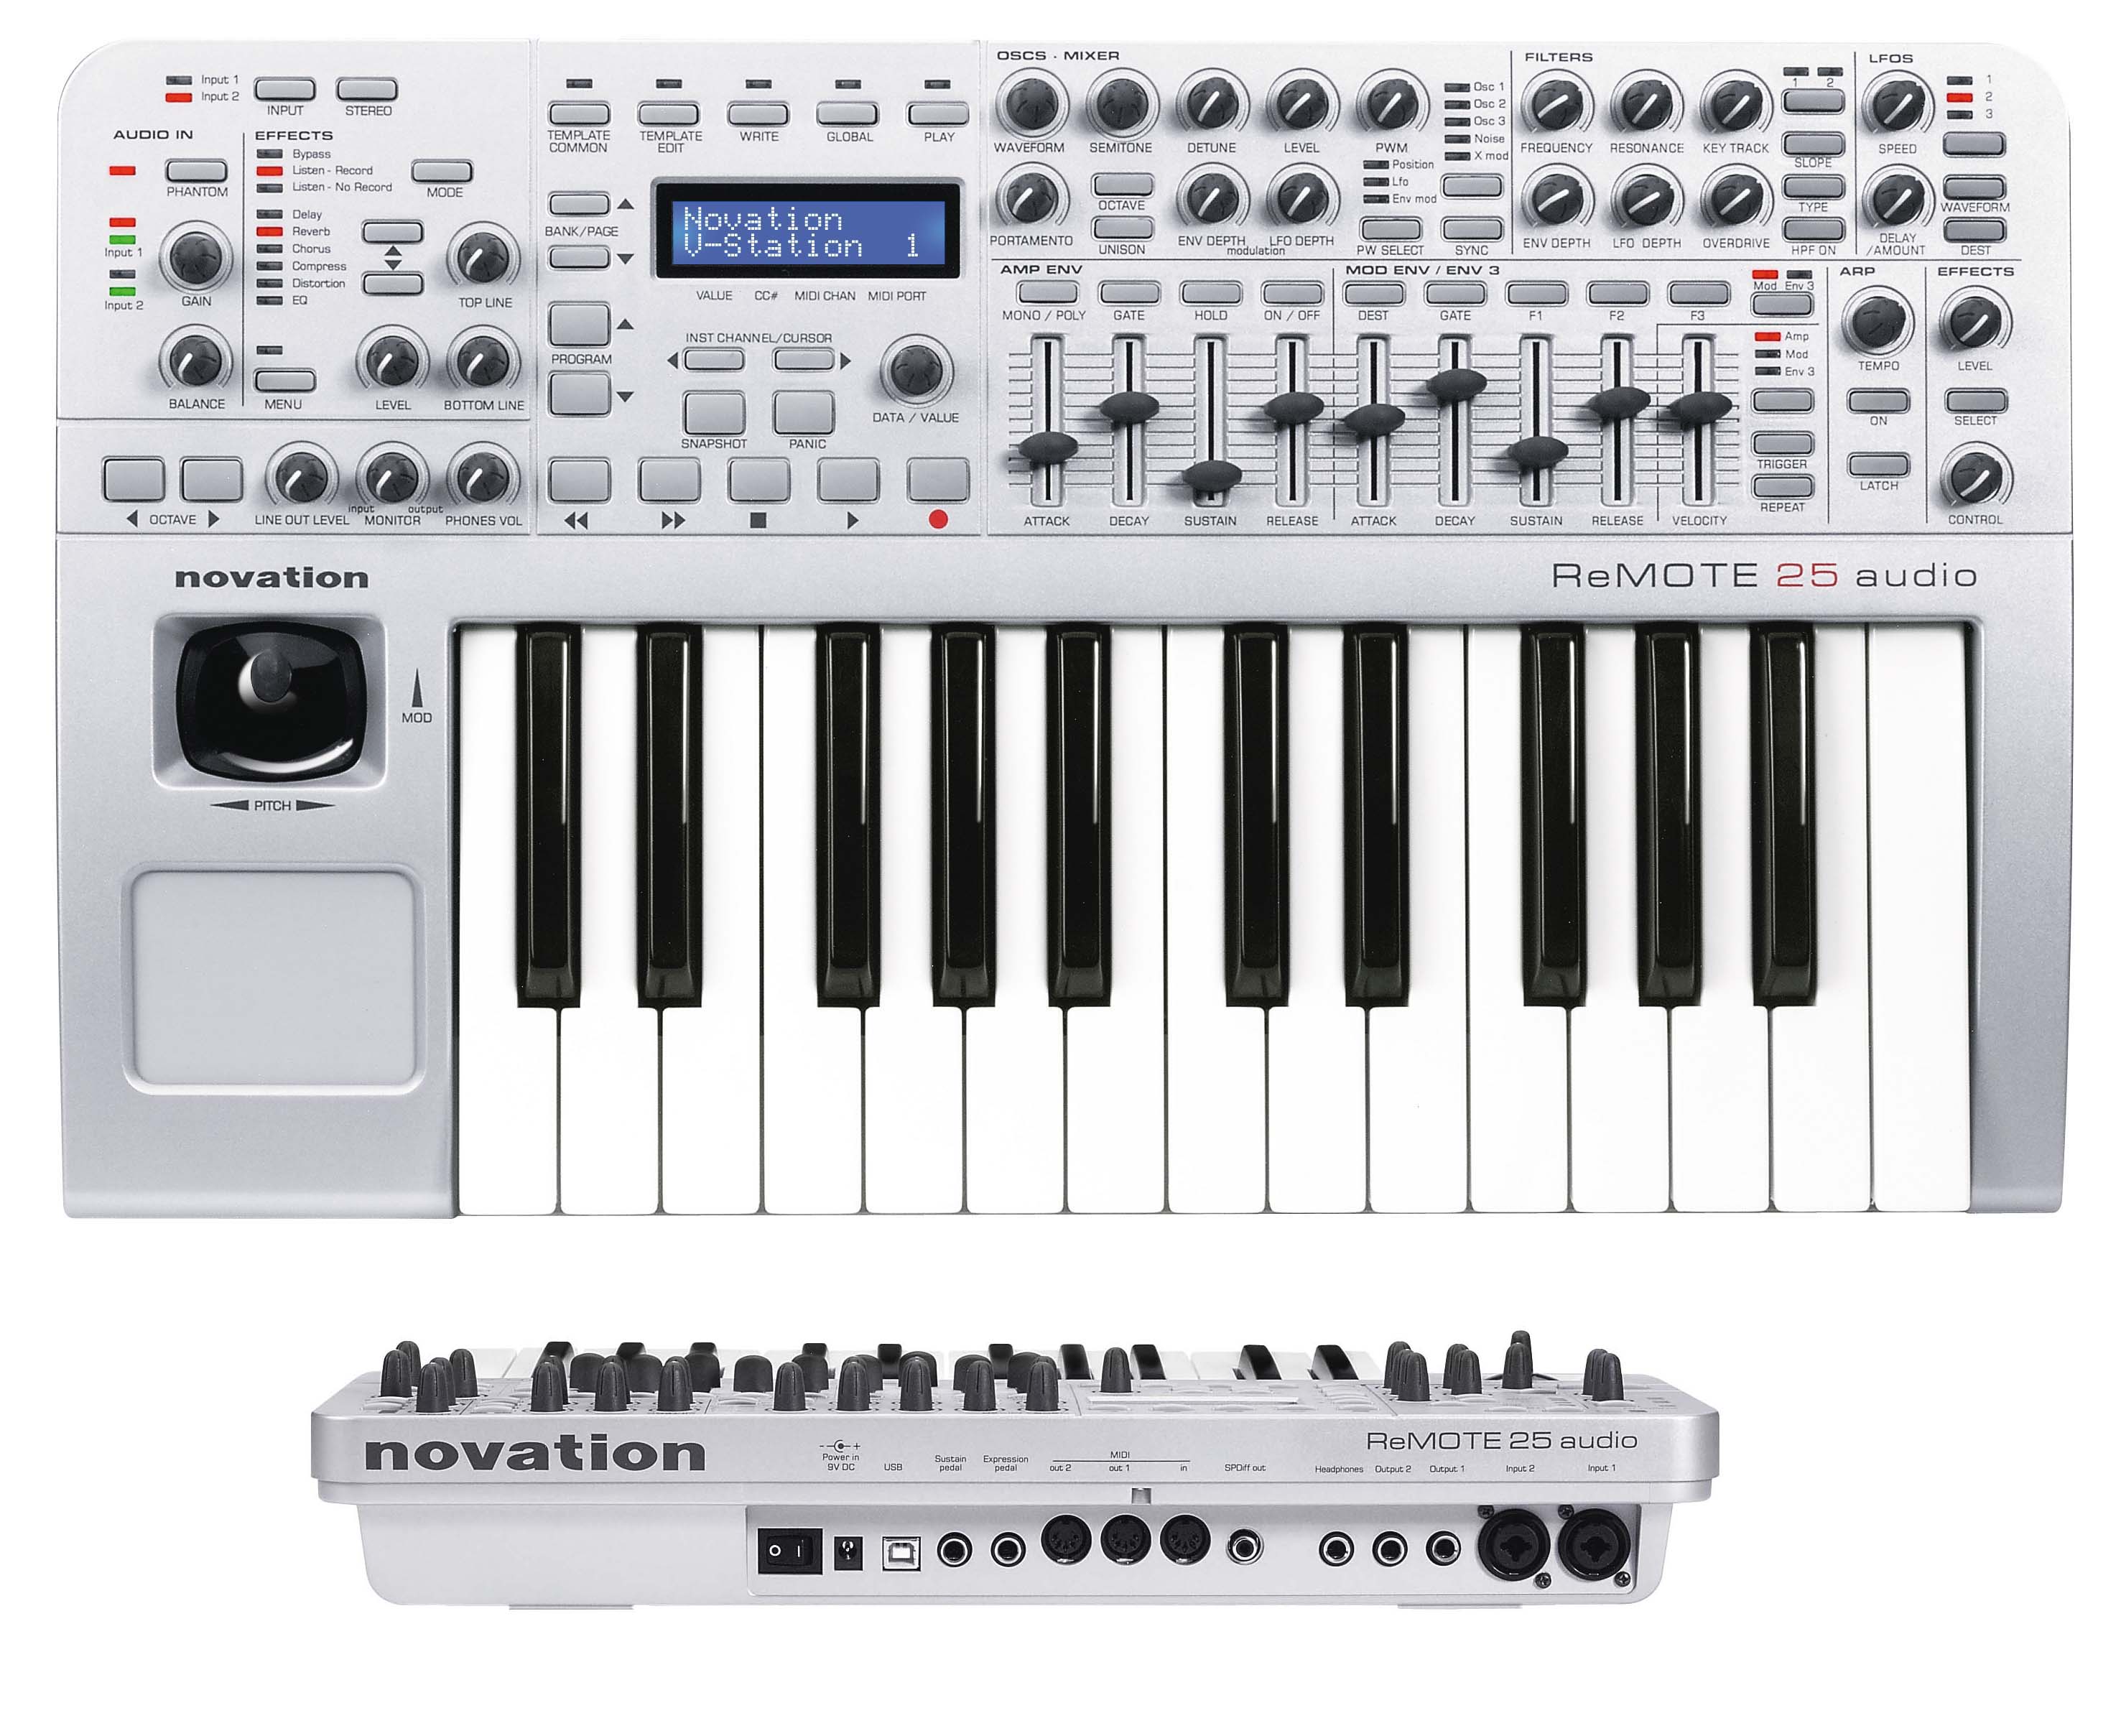 Input 1
Input 2
INPUT
STEREO
AUDIO IN
EFFECTS
PHANTOM
Bypass
Listen - Record
Listen - No Record
MODE
Delay
Reverb
Chorus
Compress
Distortion
EQ
Input 1
Input 2
GAIN
TOP LINE
BALANCE
MENU
LEVEL
BOTTOM LINE
OCTAVE
LINE OUT LEVEL
input
MONITOR
output
PHONES VOL
TEMPLATE
COMMON
TEMPLATE
EDIT
WRITE
GLOBAL
PLAY
BANK/PAGE
Novation
V-Station 1
VALUE CC# MIDI CHAN MIDI PORT
PROGRAM
INST CHANNEL/CURSOR
SNAPSHOT
PANIC
DATA / VALUE
OSCS - MIXER
WAVEFORM
SEMITONE
DETUNE
LEVEL
PWM
Osc 1
Osc 2
Osc 3
Noise
X mod
Position
Lfo
Env mod
PORTAMENTO
OCTAVE
UNISON
ENV DEPTH
LFO DEPTH
modulation
PW SELECT
SYNC
FILTERS
FREQUENCY
RESONANCE
KEY TRACK
1 2
SLOPE
TYPE
ENV DEPTH
LFO DEPTH
OVERDRIVE
HPF ON
LFOS
1
2
3
SPEED
WAVEFORM
DELAY
/AMOUNT
DEST
AMP ENV
MONO / POLY
GATE
HOLD
ON / OFF
MOD ENV / ENV 3
DEST
GATE
F1
F2
F3
Mod Env 3
Amp
Mod
Env 3
TRIGGER
REPEAT
ATTACK
DECAY
SUSTAIN
RELEASE
ATTACK
DECAY
SUSTAIN
RELEASE
VELOCITY
ARP
TEMPO
ON
LATCH
EFFECTS
LEVEL
SELECT
CONTROL
novation
ReMOTE 25 audio
MOD
PITCH
novation
ReMOTE 25 audio
Power in
9V DC
USB
Sustain
pedal
Expression
pedal
MIDI
out 2
out 1
in
SPDiff out
Headphones
Output 2
Output 1
Input 2
Input 1
O I